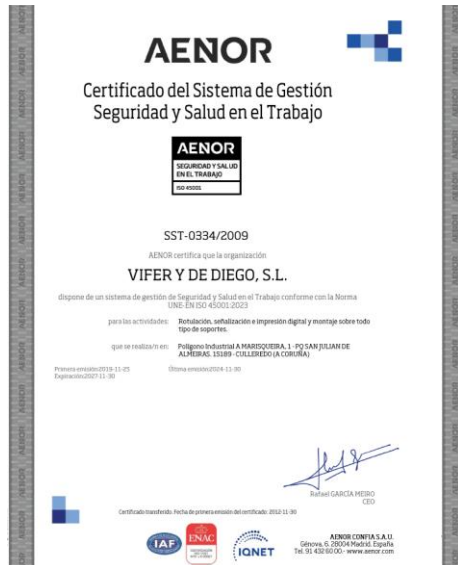 AENOR
Certificado del Sistema de Gestión
Seguridad y Salud en el Trabajo
AENOR
SEGURIDAD Y SALUD
EN EL TRABAJO
ISO 45001
SST-0334/2009
AENOR certifica que la organización
VIFER Y DE DIEGO, S.L.
dispone de un sistema de gestión de Seguridad y Salud en el Trabajo conforme con la Norma
UNE-EN ISO 45001:2023
para las actividades: Rotulación, señalización e impresión digital y montaje sobre todo
tipo de soportes.
que se realiza/n en: Polígono Industrial A MARISQUEIRA, 1 - PQ SAN JULIAN DE
ALMEIRAS. 15189 - CULLEREDO (A CORUÑA)
Primera emisión:2019-11-25 Última emisión:2024-11-30
Expiración:2027-11-30
Rafael GARCÍA MEIRO
CEO
Certificado transferido. Fecha de primera emisión del certificado: 2012-11-30
IAF
ENAC
IQNET
AENOR CONFIA S.A.U.
Génova, 6. 28004 Madrid. España
Tel. 91 432 60 00.- www.aenor.com